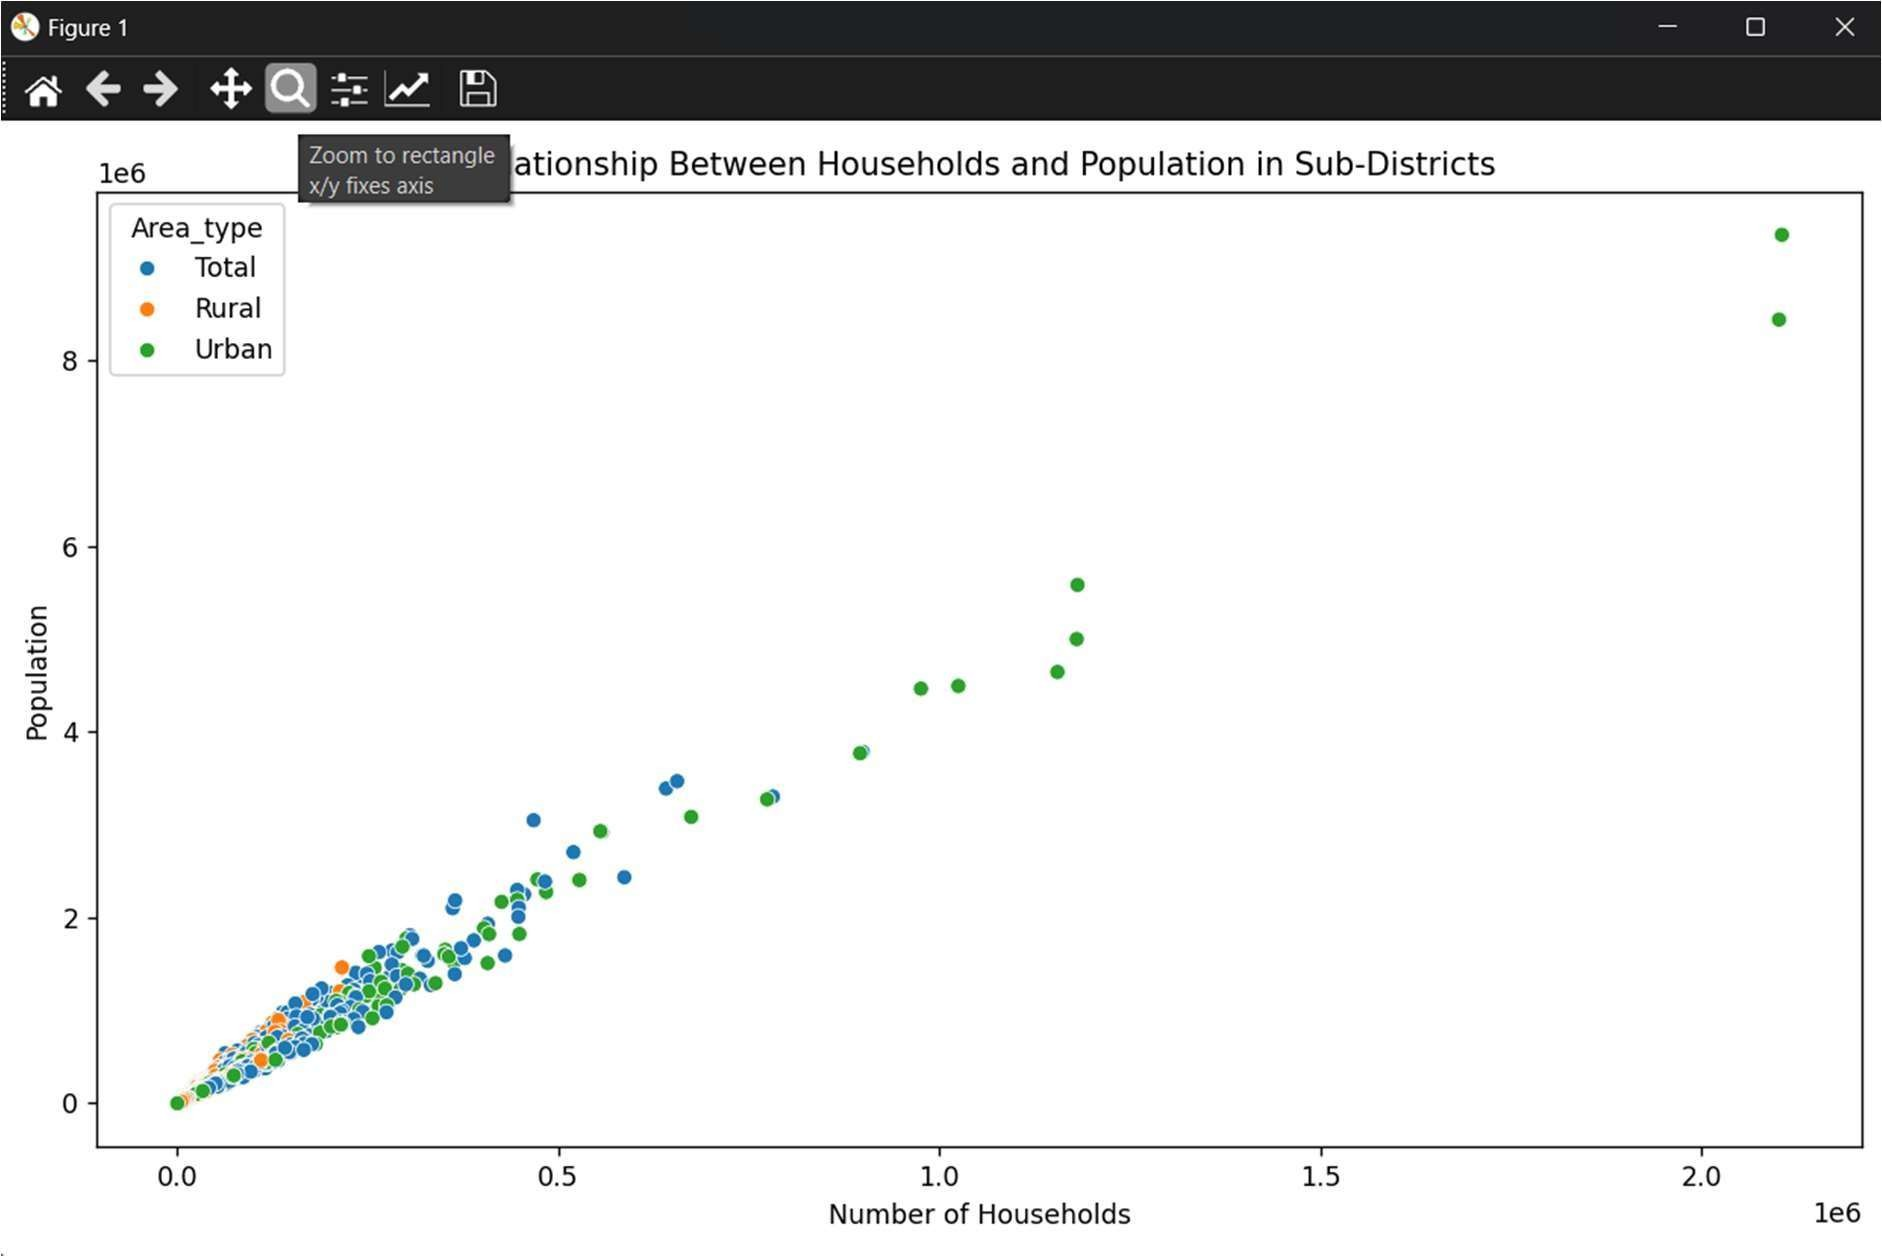 Figure 1
Zoom to rectangle
x/y fixes axis
ationship Between Households and Population in Sub-Districts
1e6
Area_type
Total
Rural
Urban
8
6
4
2
0
Population
0.0 0.5 1.0 1.5 2.0
Number of Households
1e6